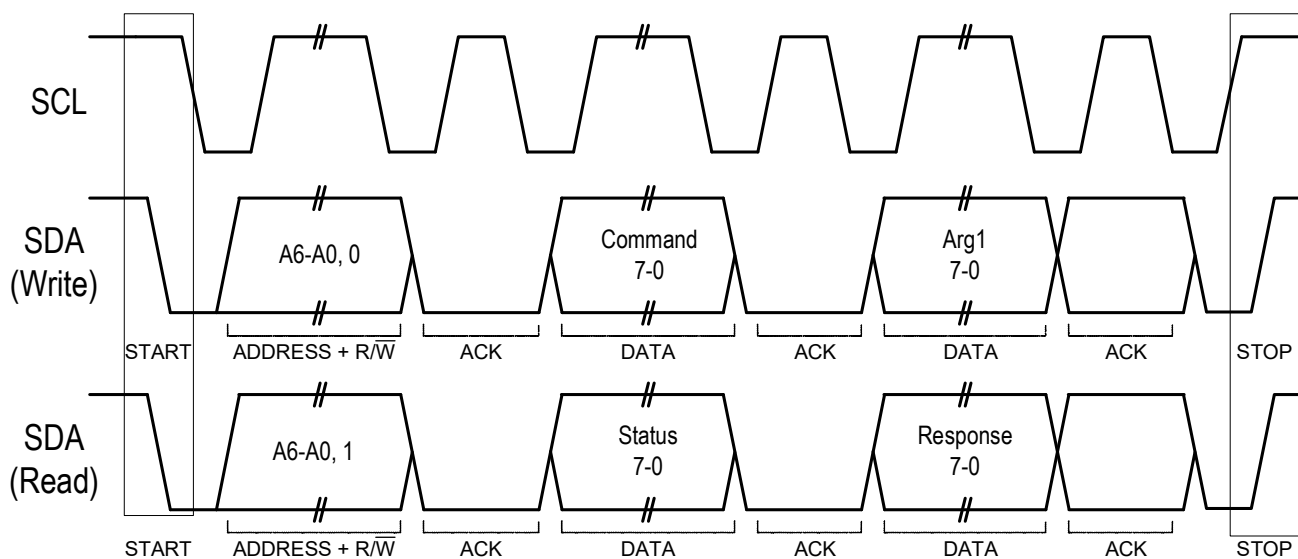 SCL
SDA
(Write)
A6-A0, 0
Command
7-0
Arg1
7-0
START
ADDRESS + R/W̅
ACK
DATA
ACK
DATA
ACK
STOP
SDA
(Read)
A6-A0, 1
Status
7-0
Response
7-0
START
ADDRESS + R/W̅
ACK
DATA
ACK
DATA
ACK
STOP